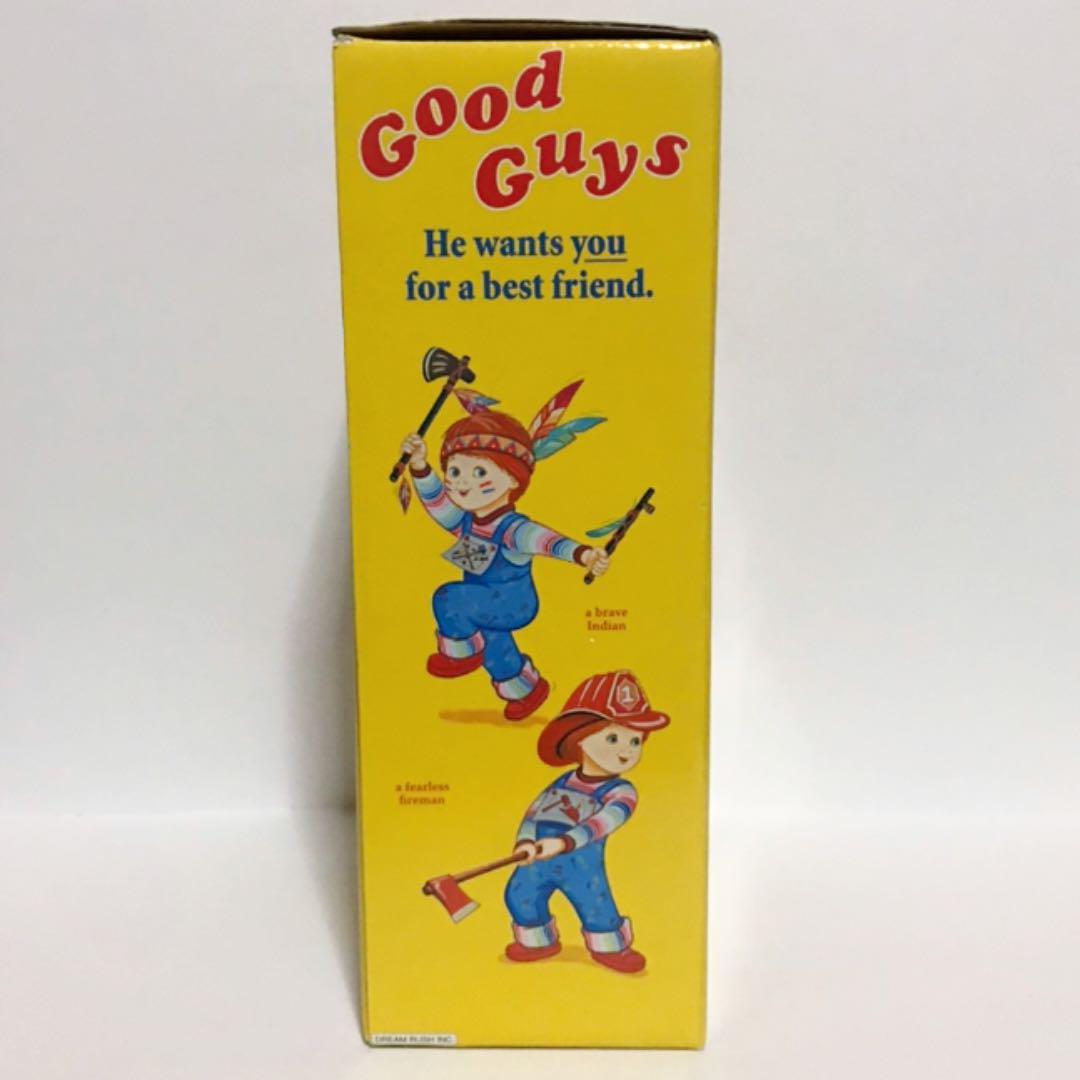 Good
Guys
He wants you
for a best friend.
a brave
Indian
1
a fearless
fireman
DREAM RUSH INC.